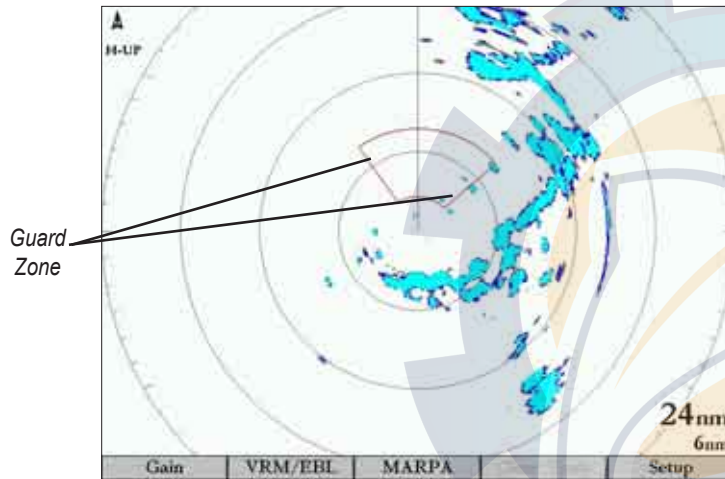 H-UP
Guard
Zone
24nm
6nm
Gain VRM/EBL MARPA Setup